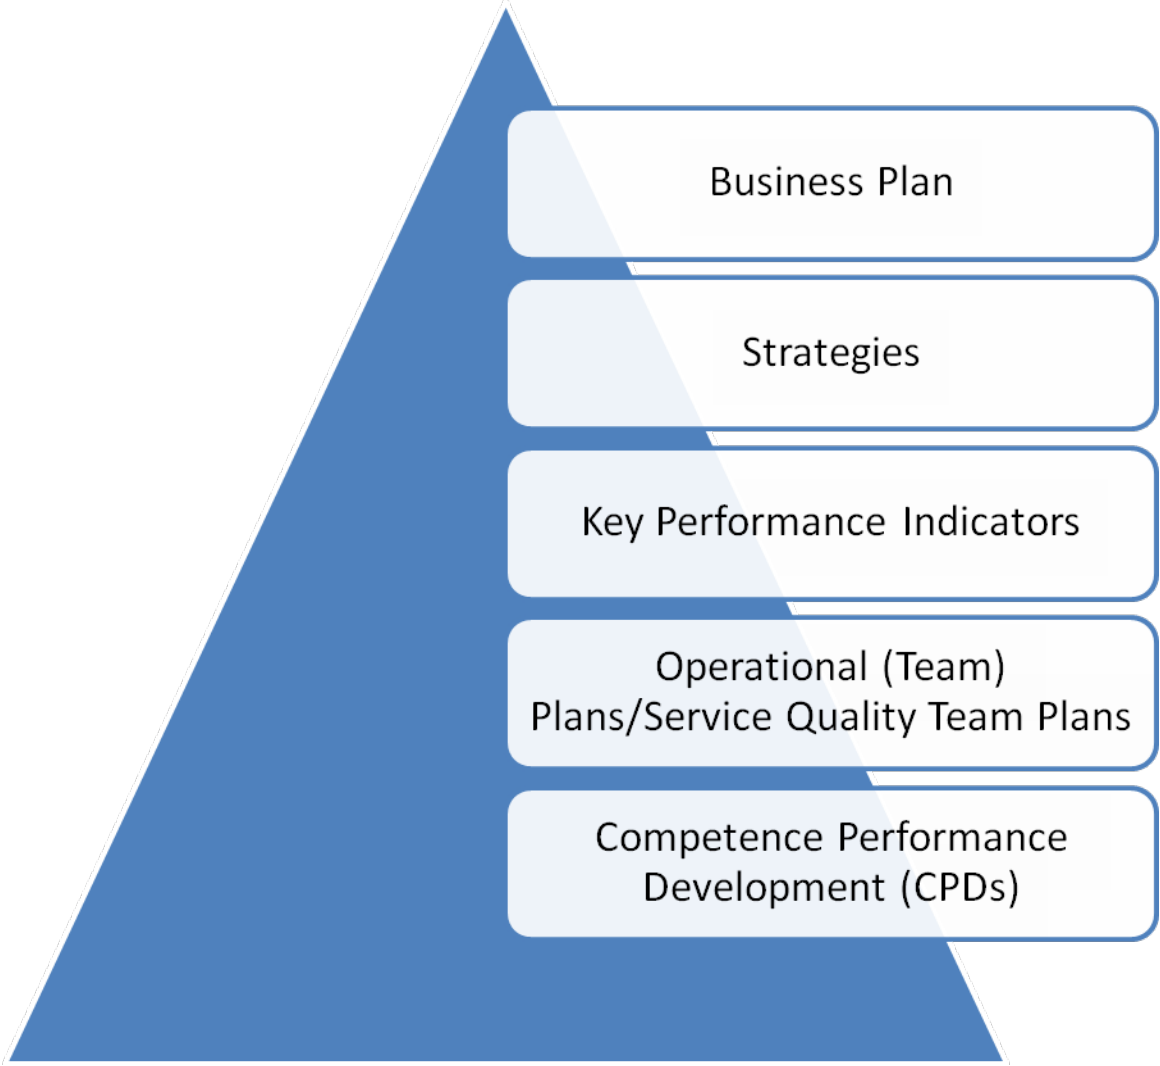 Business Plan
Strategies
Key Performance Indicators
Operational (Team)
Plans/Service Quality Team Plans
Competence Performance
Development (CPDs)